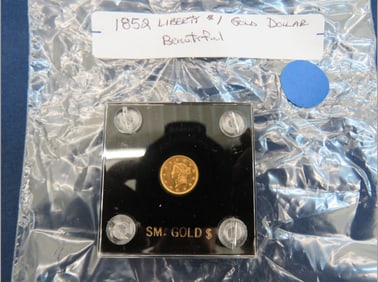 1852 LIBERTY $1 GOLD DOLLAR
Beautiful
SM. GOLD $